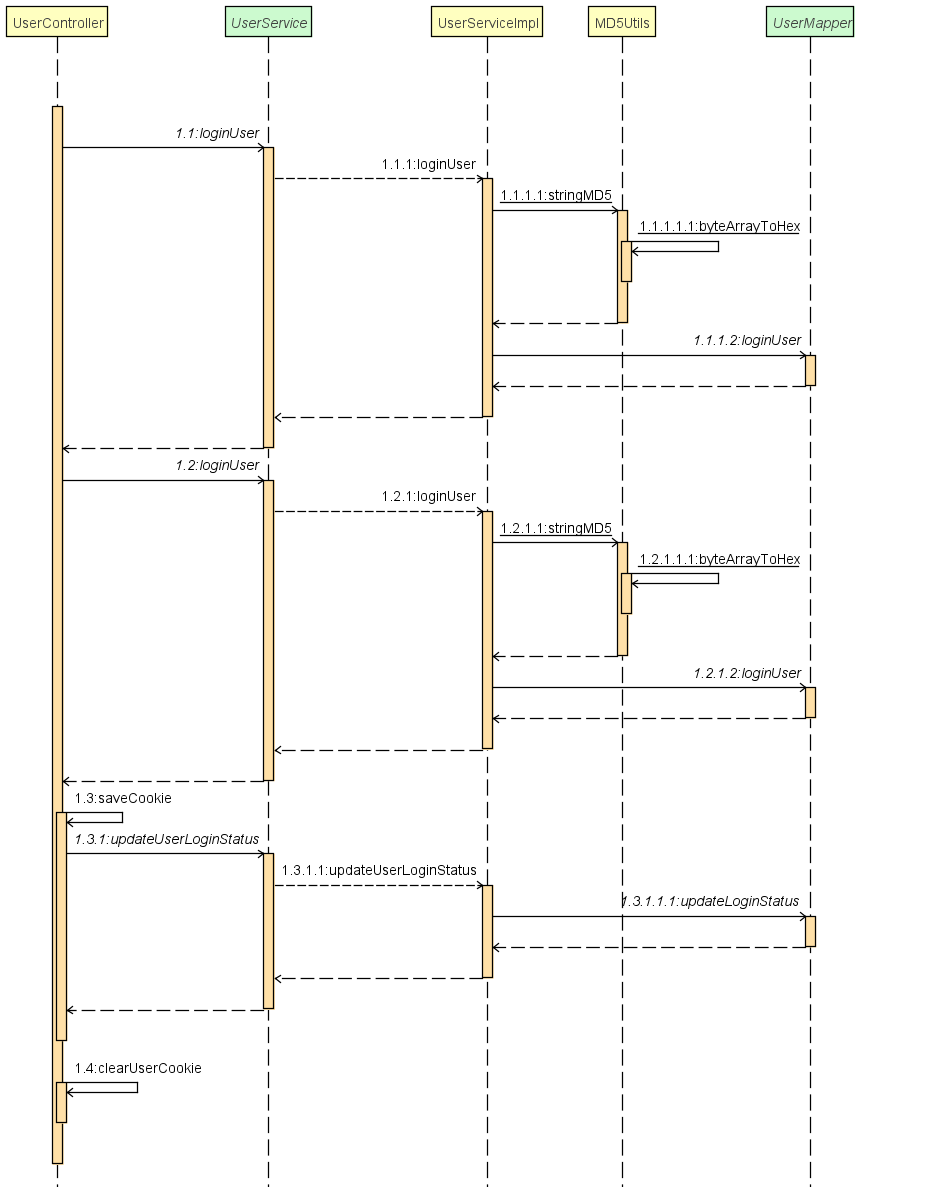 UserController
UserService
UserServiceImpl
MD5Utils
UserMapper
1.1:loginUser
1.1.1:loginUser
1.1.1.1:stringMD5
1.1.1.1.1:byteArrayToHex
1.1.1.2:loginUser
1.2:loginUser
1.2.1:loginUser
1.2.1.1:stringMD5
1.2.1.1.1:byteArrayToHex
1.2.1.2:loginUser
1.3:saveCookie
1.3.1:updateUserLoginStatus
1.3.1.1:updateUserLoginStatus
1.3.1.1.1:updateLoginStatus
1.4:clearUserCookie